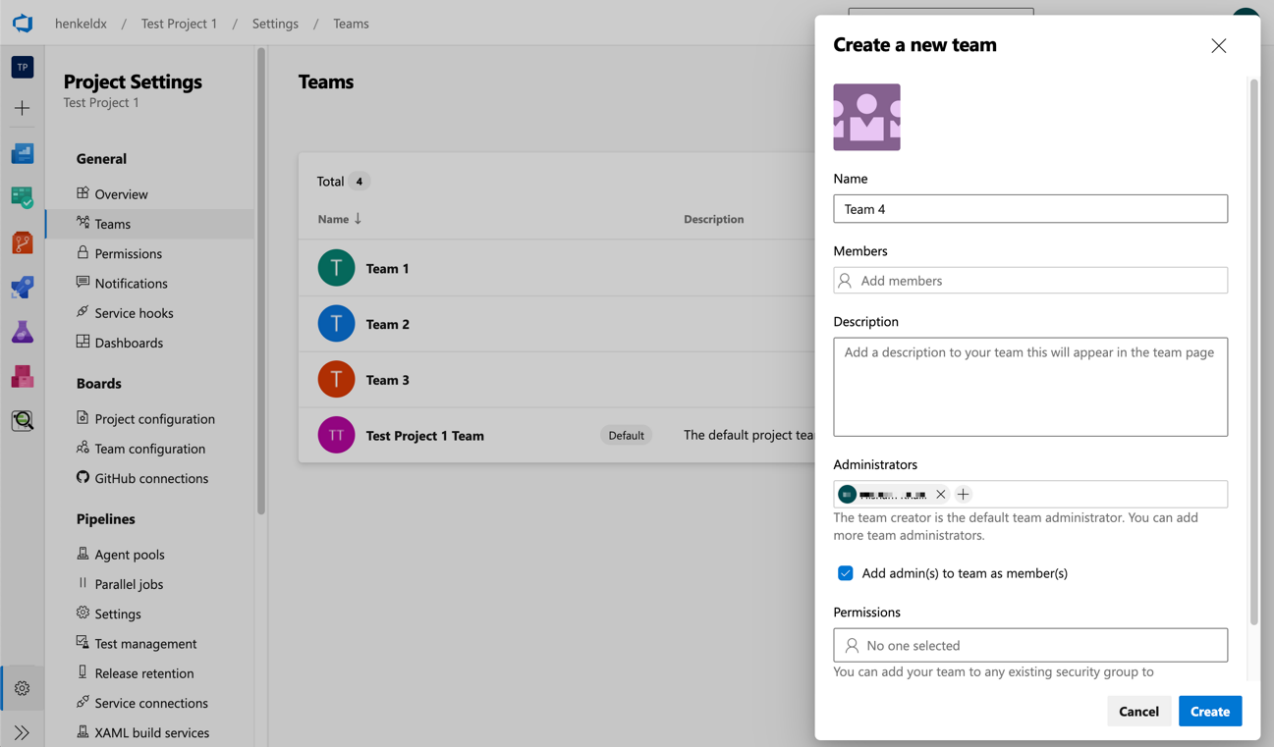 henkeldx / Test Project 1 / Settings / Teams
TP
Project Settings
Test Project 1
General
Overview
Teams
Permissions
Notifications
Service hooks
Dashboards
Boards
Project configuration
Team configuration
GitHub connections
Pipelines
Agent pools
Parallel jobs
Settings
Test management
Release retention
Service connections
XAML build services
Teams
Total 4
Name Description
T Team 1
T Team 2
T Team 3
TT Test Project 1 Team Default The default project tea
Create a new team
Name
Team 4
Members
Add members
Description
Add a description to your team this will appear in the team page
Administrators
The team creator is the default team administrator. You can add
more team administrators.
Add admin(s) to team as member(s)
Permissions
No one selected
You can add your team to any existing security group to
Cancel Create